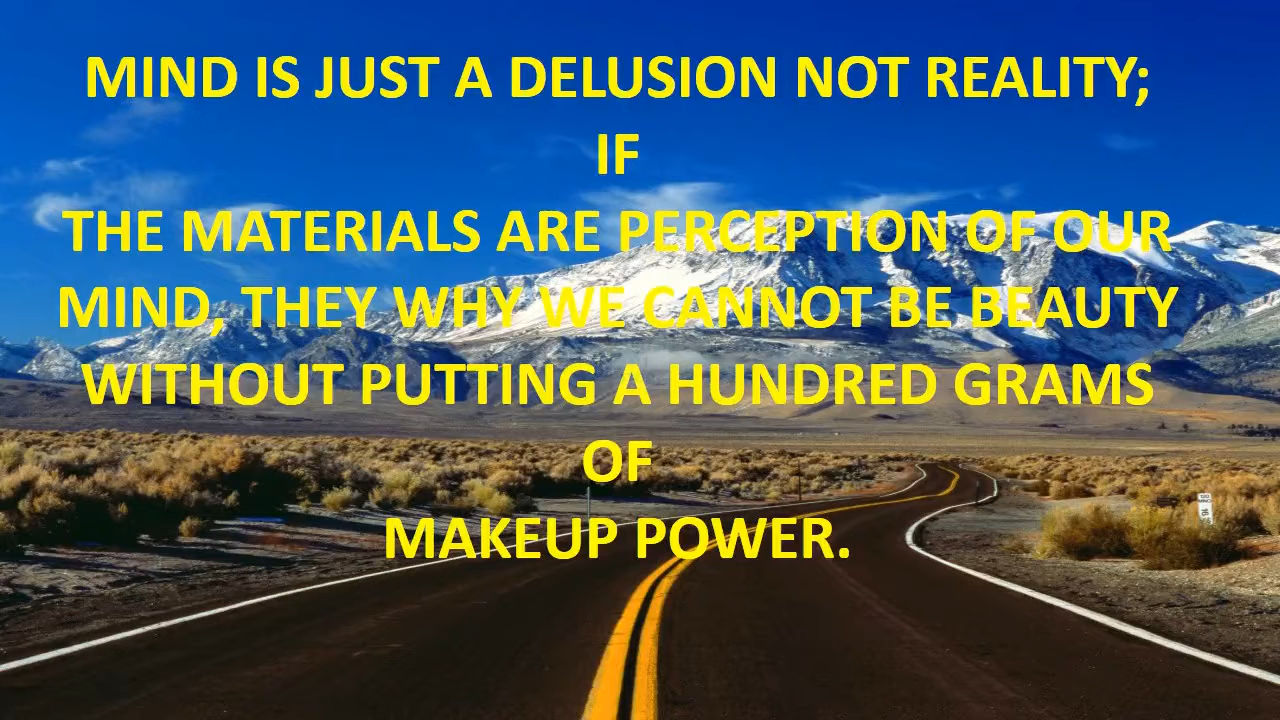 MIND IS JUST A DELUSION NOT REALITY;
IF
THE MATERIALS ARE PERCEPTION OF OUR
MIND, THEY WHY WE CANNOT BE BEAUTY
WITHOUT PUTTING A HUNDRED GRAMS
OF
MAKEUP POWER.